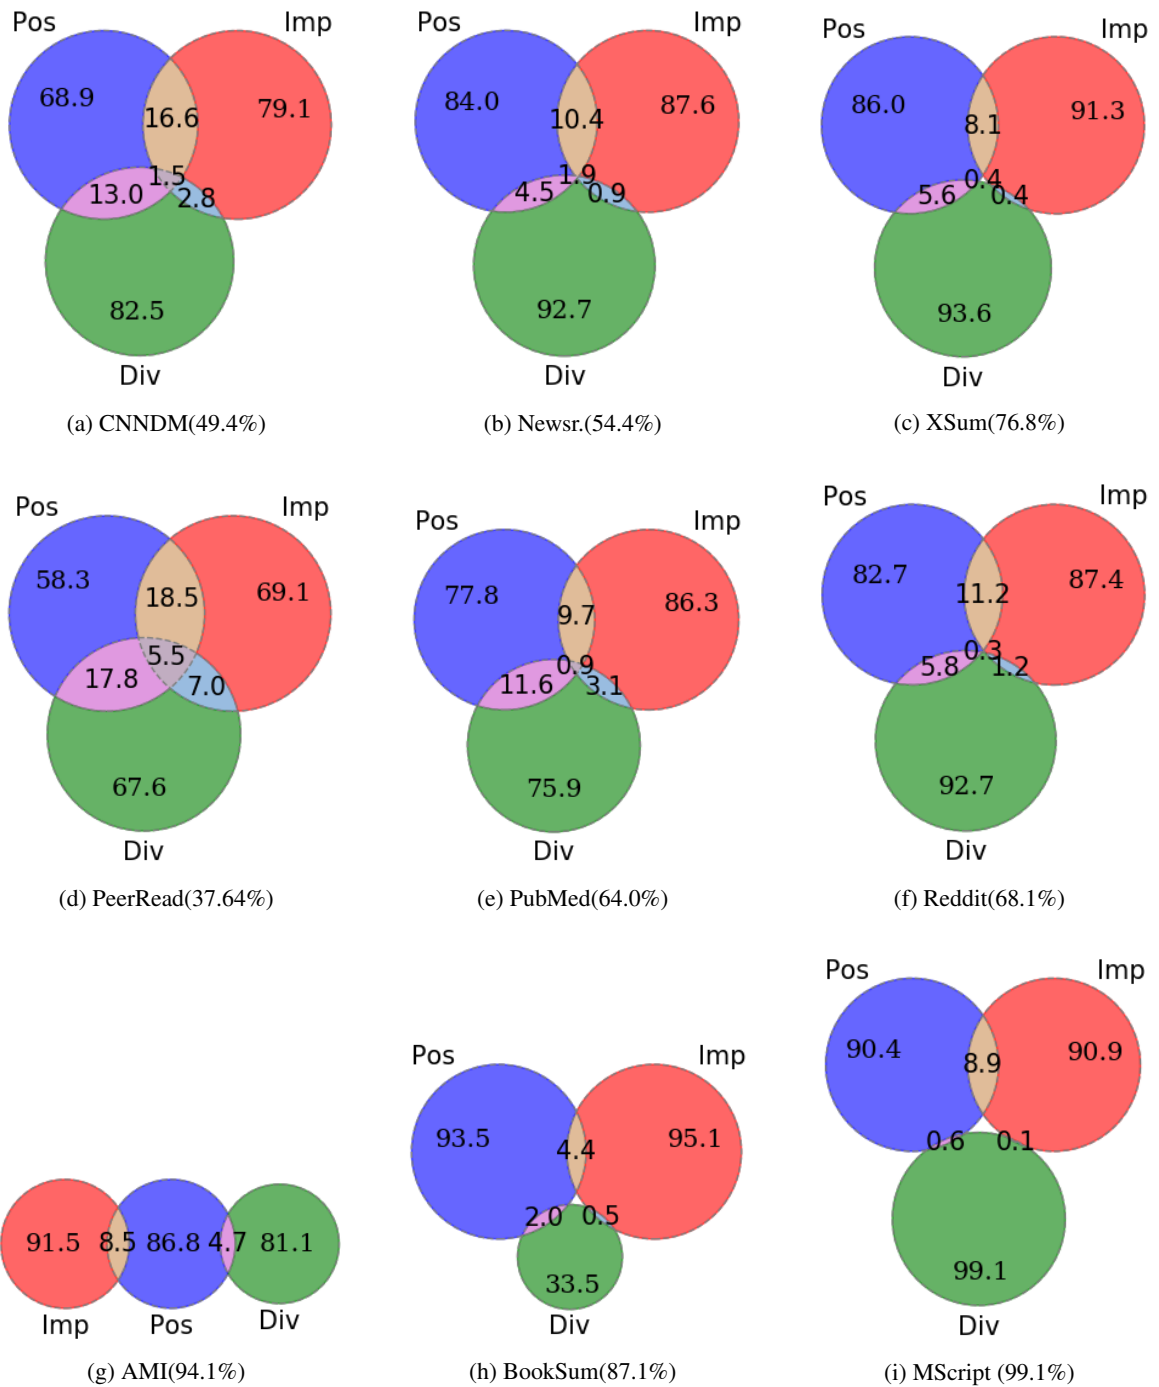 Pos Imp
68.9 16.6 79.1
1.5
13.0 2.8
82.5
Div
(a) CNNDM(49.4%)
Pos Imp
84.0 10.4 87.6
1.9
4.5 0.9
92.7
Div
(b) Newsr.(54.4%)
Pos Imp
86.0 8.1 91.3
0.4
5.6 0.4
93.6
Div
(c) XSum(76.8%)
Pos Imp
58.3 18.5 69.1
5.5
17.8 7.0
67.6
Div
(d) PeerRead(37.64%)
Pos Imp
77.8 9.7 86.3
0.9
11.6 3.1
75.9
Div
(e) PubMed(64.0%)
Pos Imp
82.7 11.2 87.4
0.3
5.8 1.2
92.7
Div
(f) Reddit(68.1%)
91.5 8.5 86.8 4.7 81.1
Imp Pos Div
(g) AMI(94.1%)
Pos Imp
93.5 4.4 95.1
2.0 0.5
33.5
Div
(h) BookSum(87.1%)
Pos Imp
90.4 8.9 90.9
0.6 0.1
99.1
Div
(i) MScript (99.1%)